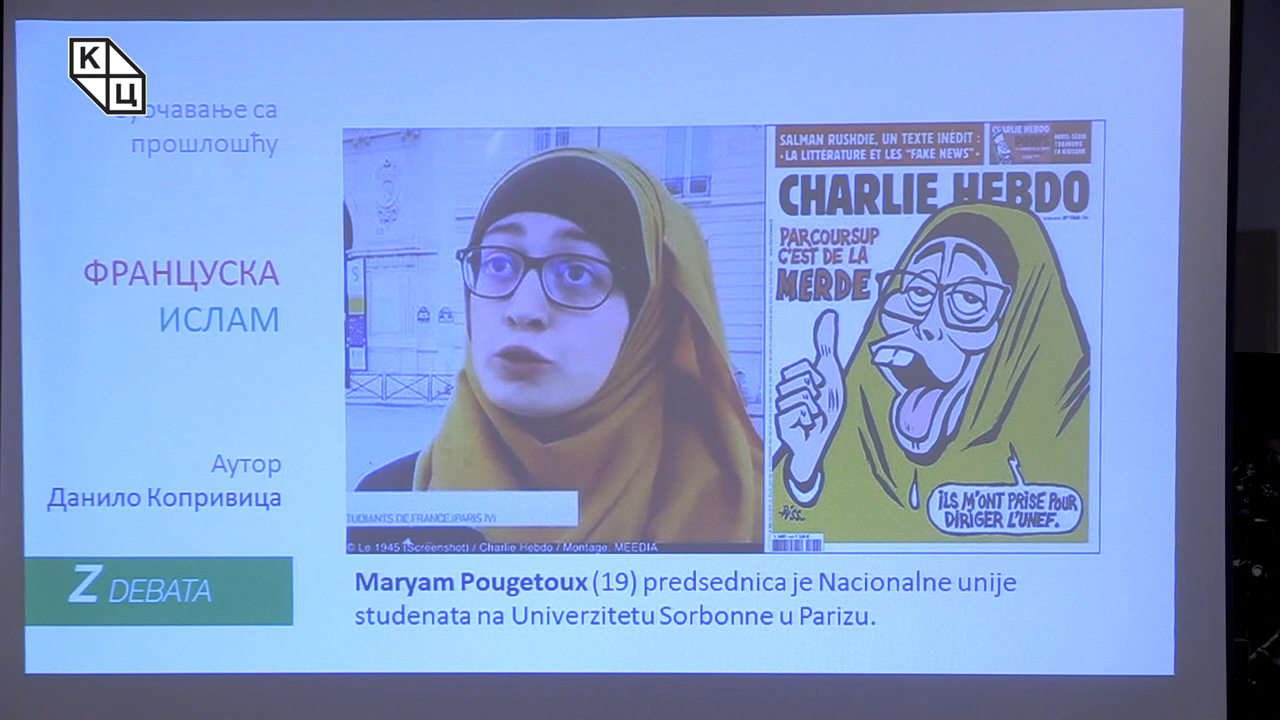 К
Ц
очавање са
прошлошћу
ФРАНЦУСКА
ИСЛАМ
Аутор
Данило Копривица
Z DEBATA
TUDIANTS DE FRANCE (PARIS IV)
© Le 1945 (Screenshot) / Charlie Hebdo / Montage: MEEDIA
SALMAN RUSHDIE, UN TEXTE INÉDIT :
"LA LITTÉRATURE ET LES "FAKE NEWS"
CHARLIE HEBDO
CHARLIE HEBDO
PARCOURSUP
C'EST DE LA
MERDE
ILS M'ONT PRISE POUR
DIRIGER L'UNEF.
Maryam Pougetoux (19) predsednica je Nacionalne unije
studenata na Univerzitetu Sorbonne u Parizu.